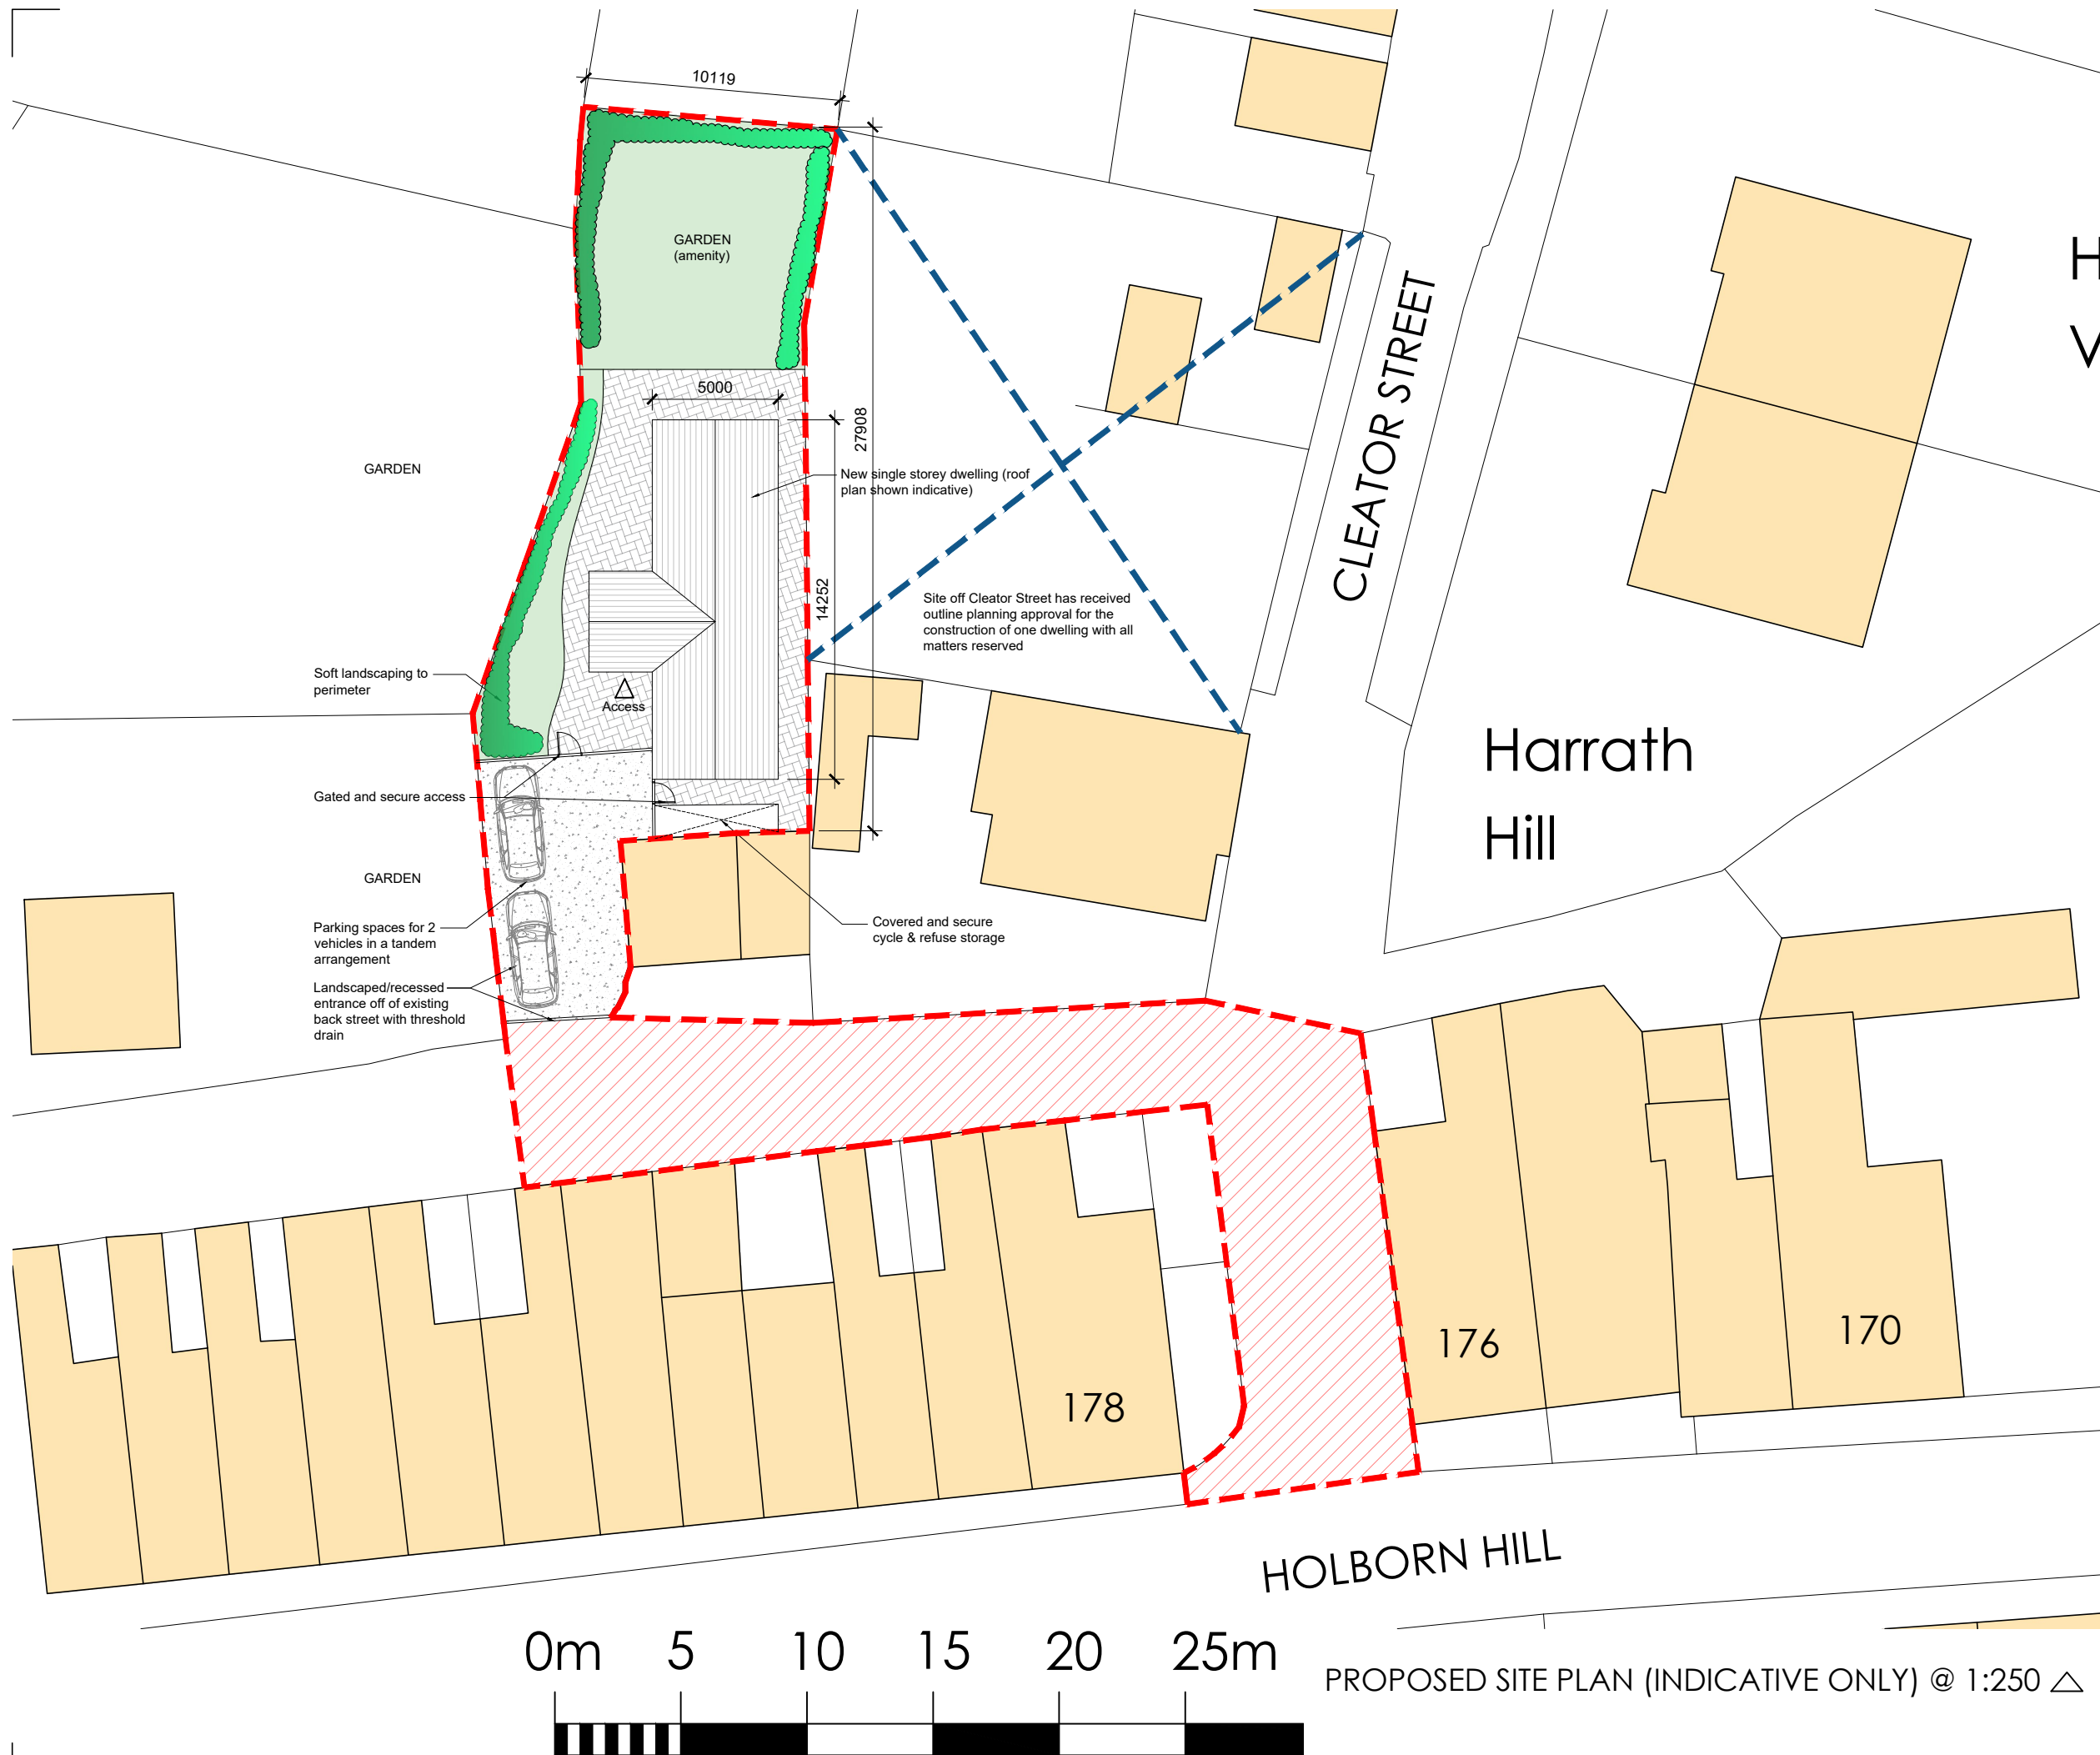 10119
H
V
GARDEN
(amenity)
CLEATOR STREET
5000
27908
GARDEN
New single storey dwelling (roof
plan shown indicative)
14252
Site off Cleator Street has received
outline planning approval for the
construction of one dwelling with all
matters reserved
Soft landscaping to
perimeter
Access
Harrath
Hill
Gated and secure access
GARDEN
Parking spaces for 2
vehicles in a tandem
arrangement
Covered and secure
cycle & refuse storage
Landscaped/recessed
entrance off of existing
back street with threshold
drain
176
170
178
HOLBORN HILL
0m 5 10 15 20 25m
PROPOSED SITE PLAN (INDICATIVE ONLY) @ 1:250